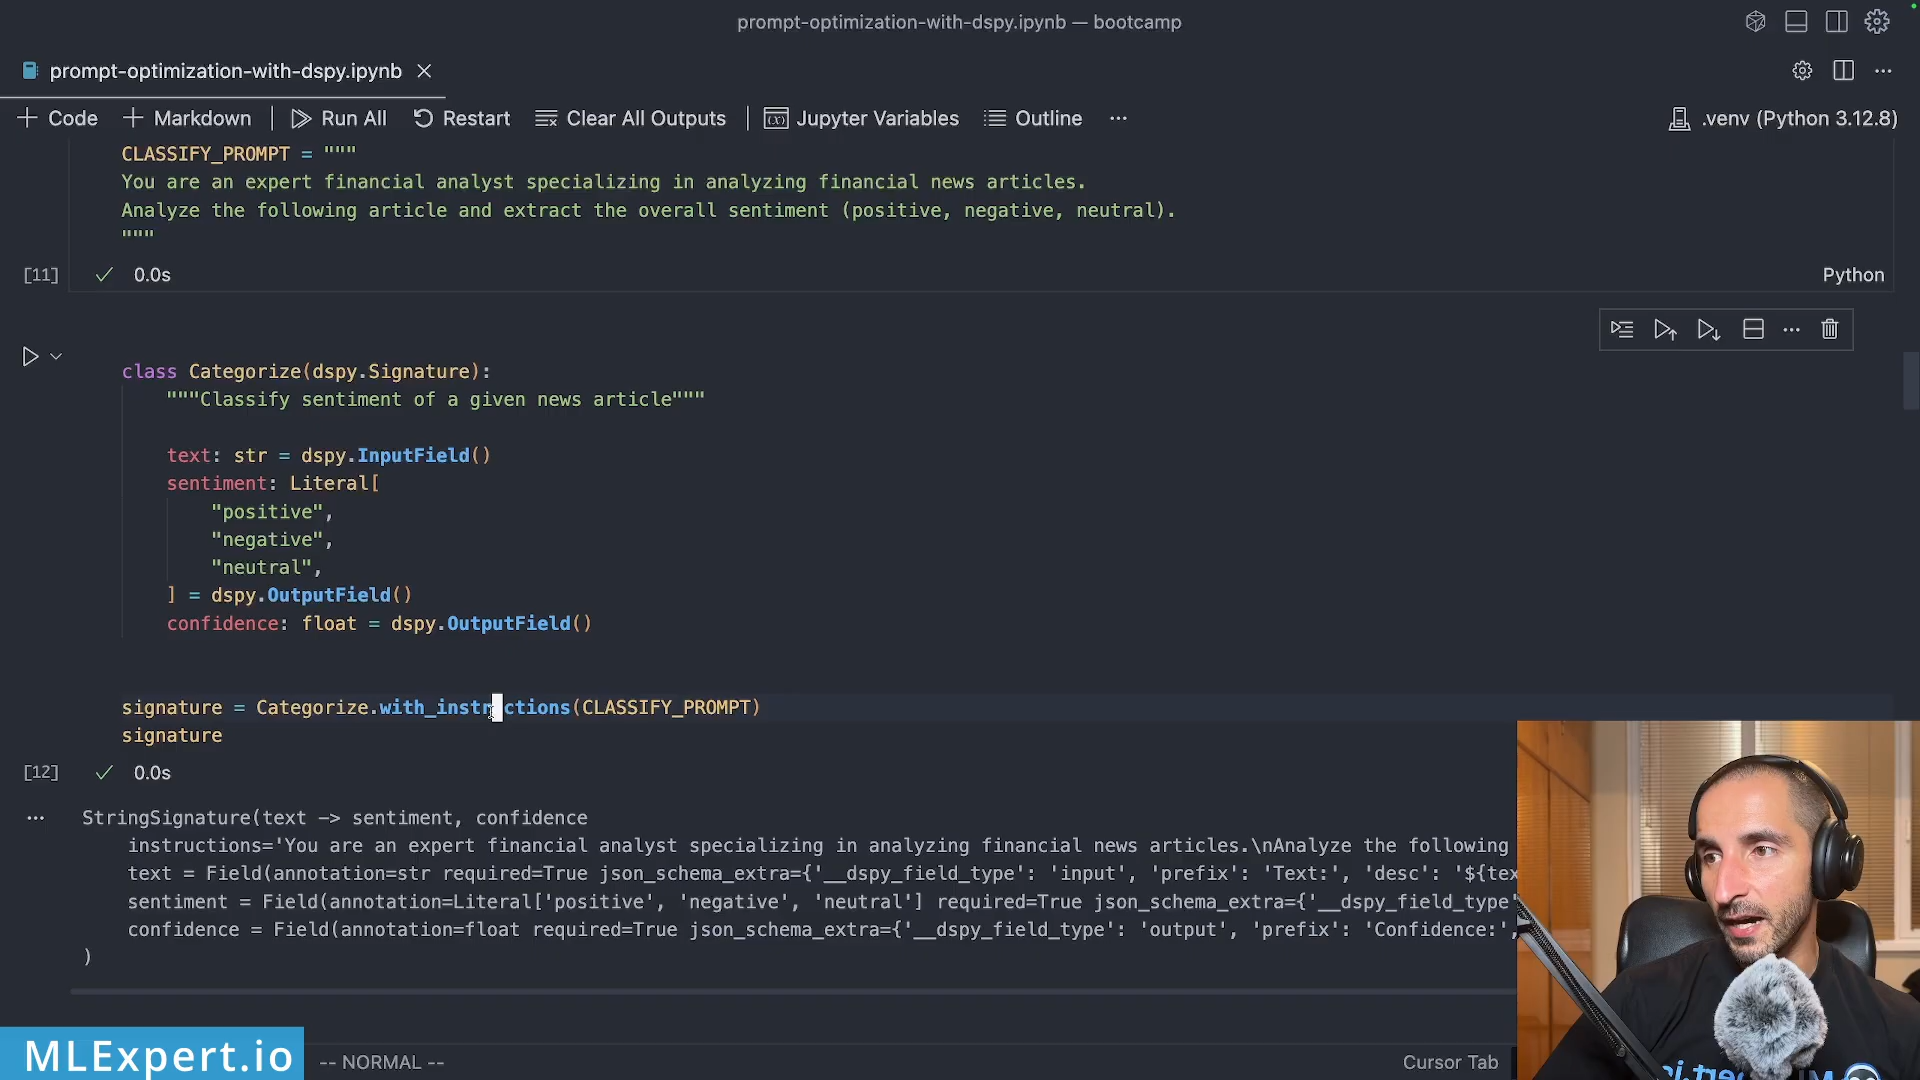 prompt-optimization-with-dspy.ipynb — bootcamp
prompt-optimization-with-dspy.ipynb
Code Markdown Run All Restart Clear All Outputs Jupyter Variables Outline ··· .venv (Python 3.12.8)
CLASSIFY_PROMPT = """
You are an expert financial analyst specializing in analyzing financial news articles.
Analyze the following article and extract the overall sentiment (positive, negative, neutral).
"""
[11] 0.0s Python
class Categorize(dspy.Signature):
"""Classify sentiment of a given news article"""
text: str = dspy.InputField()
sentiment: Literal[
"positive",
"negative",
"neutral",
] = dspy.OutputField()
confidence: float = dspy.OutputField()
signature = Categorize.with_instructions(CLASSIFY_PROMPT)
signature
[12] 0.0s
StringSignature(text -> sentiment, confidence
instructions='You are an expert financial analyst specializing in analyzing financial news articles.\nAnalyze the following
text = Field(annotation=str required=True json_schema_extra={'__dspy_field_type': 'input', 'prefix': 'Text:', 'desc': '${tex
sentiment = Field(annotation=Literal['positive', 'negative', 'neutral'] required=True json_schema_extra={'__dspy_field_type'
confidence = Field(annotation=float required=True json_schema_extra={'__dspy_field_type': 'output', 'prefix': 'Confidence:',
)
MLExpert.io
-- NORMAL --
Cursor Tab